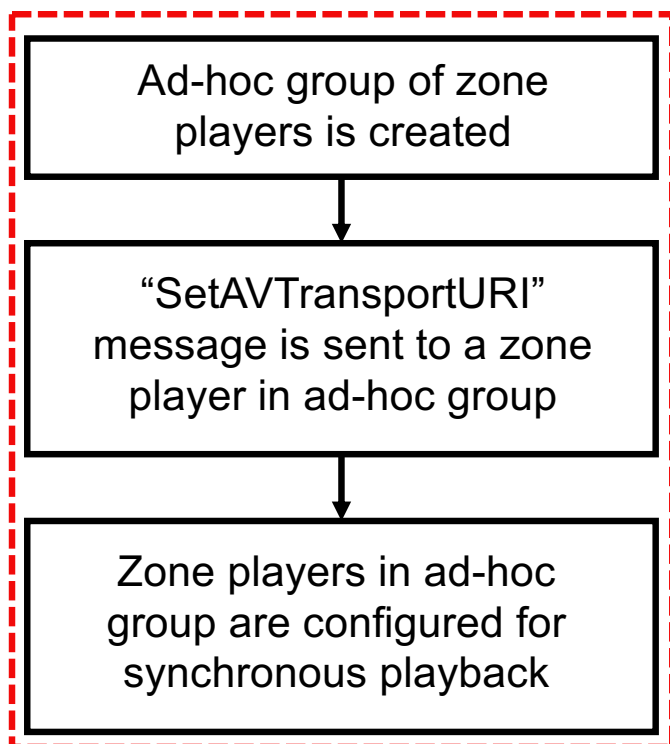 Ad-hoc group of zone
players is created
“SetAVTransportURI”
message is sent to a zone
player in ad-hoc group
Zone players in ad-hoc
group are configured for
synchronous playback